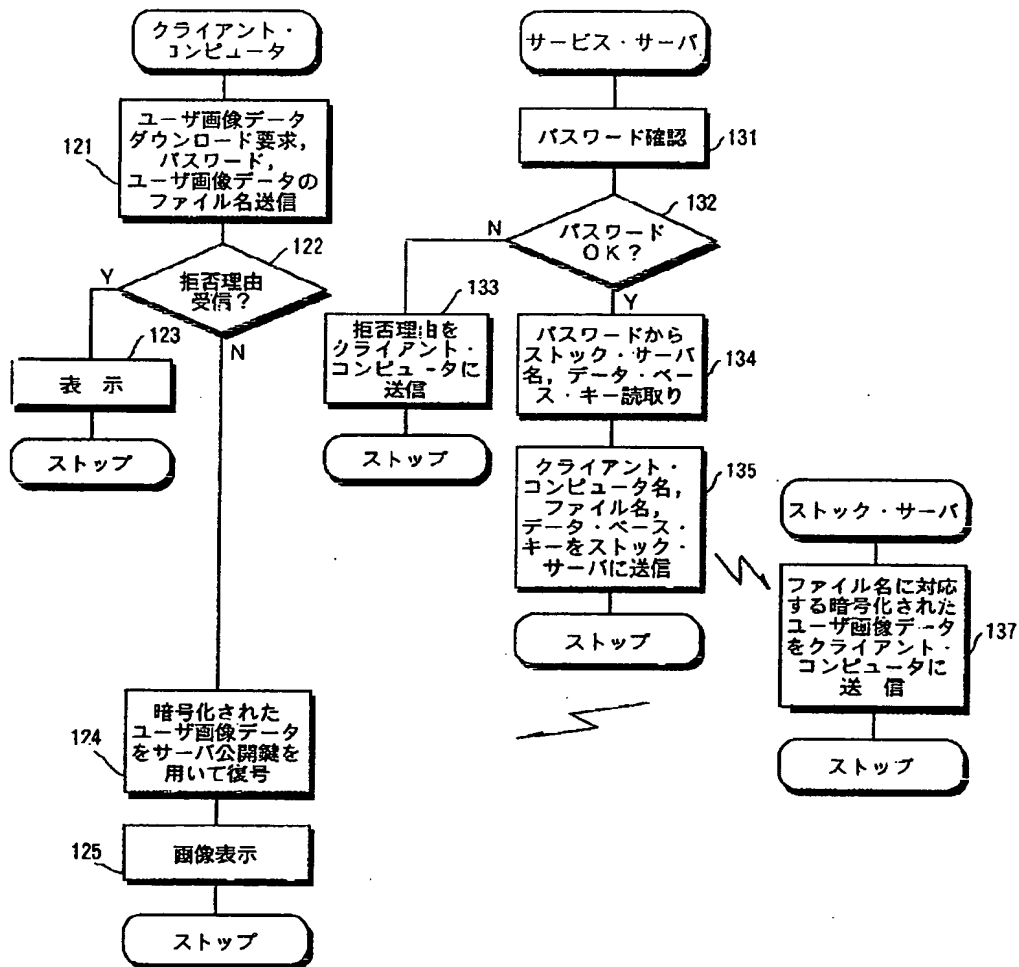 クライアント・
コンピュータ
121
ユーザ画像データ
ダウンロード要求,
パスワード,
ユーザ画像データの
ファイル名送信
122
拒否理由
受信?
Y
N
123
表 示
ストップ
124
暗号化された
ユーザ画像データ
をサーバ公開鍵を
用いて復号
125
画像表示
ストップ
サービス・サーバ
パスワード確認
131
132
パスワード
OK?
N
Y
133
拒否理由を
クライアント・
コンピュータに
送信
ストップ
パスワードから
ストック・サーバ
名,データ・ベー
ス・キー読取り
134
クライアント・
コンピュータ名,
ファイル名,
データ・ベース・
キーをストック・
サーバに送信
135
ストップ
ストック・サーバ
ファイル名に対応
する暗号化された
ユーザ画像データ
をクライアント・
コンピュータに
送 信
137
ストップ